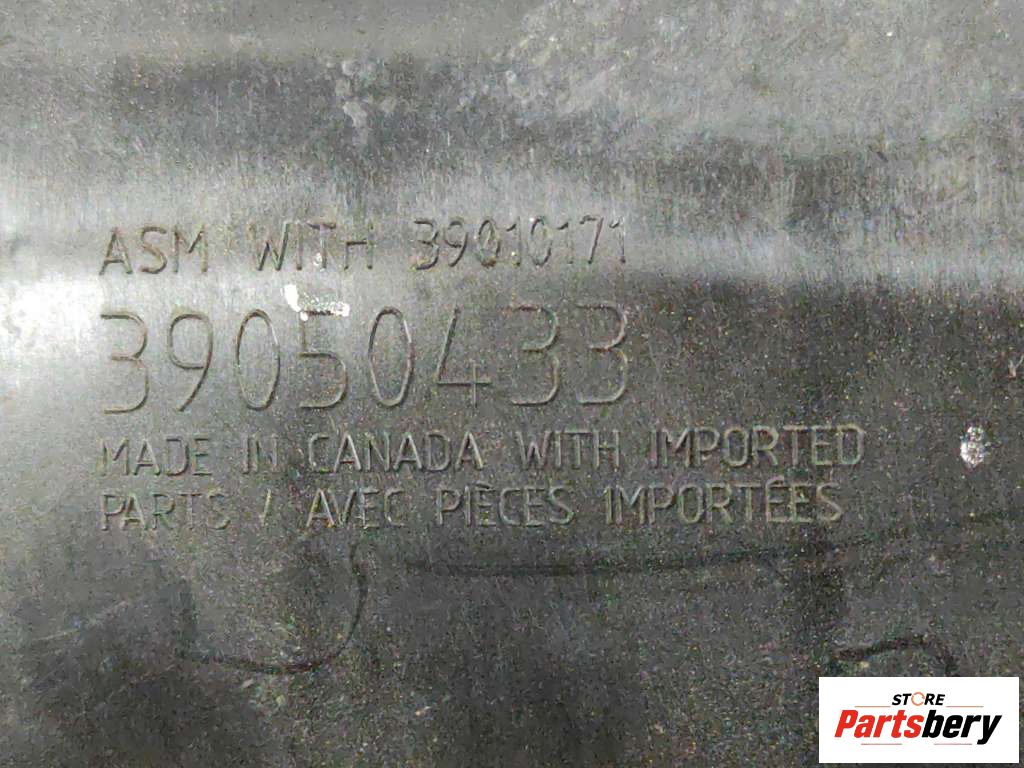 ASM WITH 39010171
39050433
MADE IN CANADA WITH IMPORTED
PARTS / AVEC PIÈCES IMPORTÉES
STORE
Partsbery